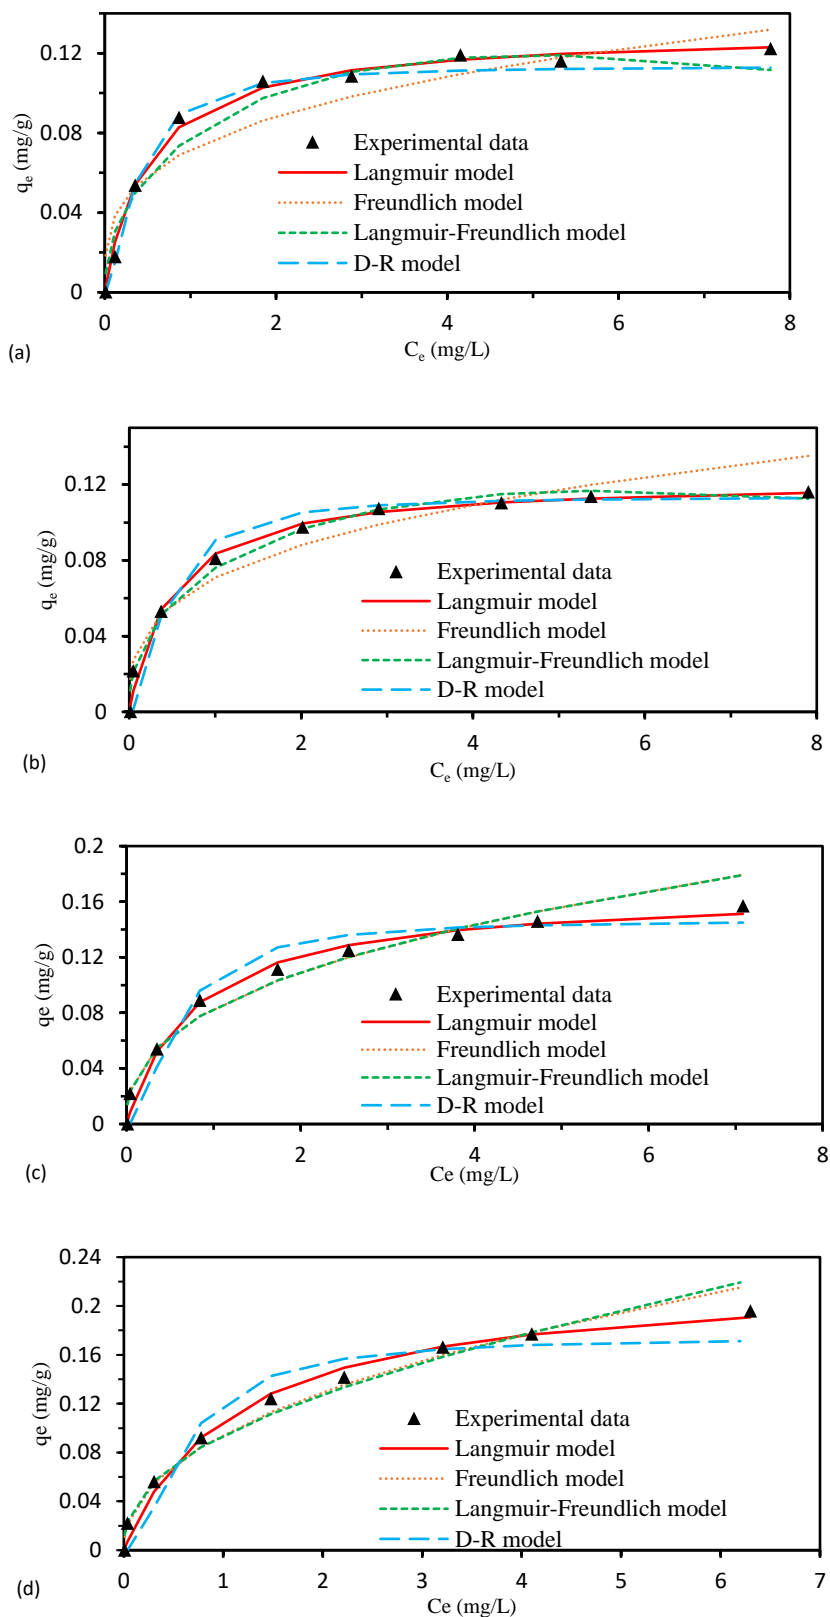 0.12
0.08
0.04
0
q_e (mg/g)
Experimental data
Langmuir model
Freundlich model
Langmuir-Freundlich model
D-R model
0 2 4 6 8
C_e (mg/L)
(a)
0.12
0.08
0.04
0
q_e (mg/g)
Experimental data
Langmuir model
Freundlich model
Langmuir-Freundlich model
D-R model
0 2 4 6 8
C_e (mg/L)
(b)
0.2
0.16
0.12
0.08
0.04
0
qe (mg/g)
Experimental data
Langmuir model
Freundlich model
Langmuir-Freundlich model
D-R model
0 2 4 6 8
Ce (mg/L)
(c)
0.24
0.2
0.16
0.12
0.08
0.04
0
qe (mg/g)
Experimental data
Langmuir model
Freundlich model
Langmuir-Freundlich model
D-R model
0 1 2 3 4 5 6 7
Ce (mg/L)
(d)